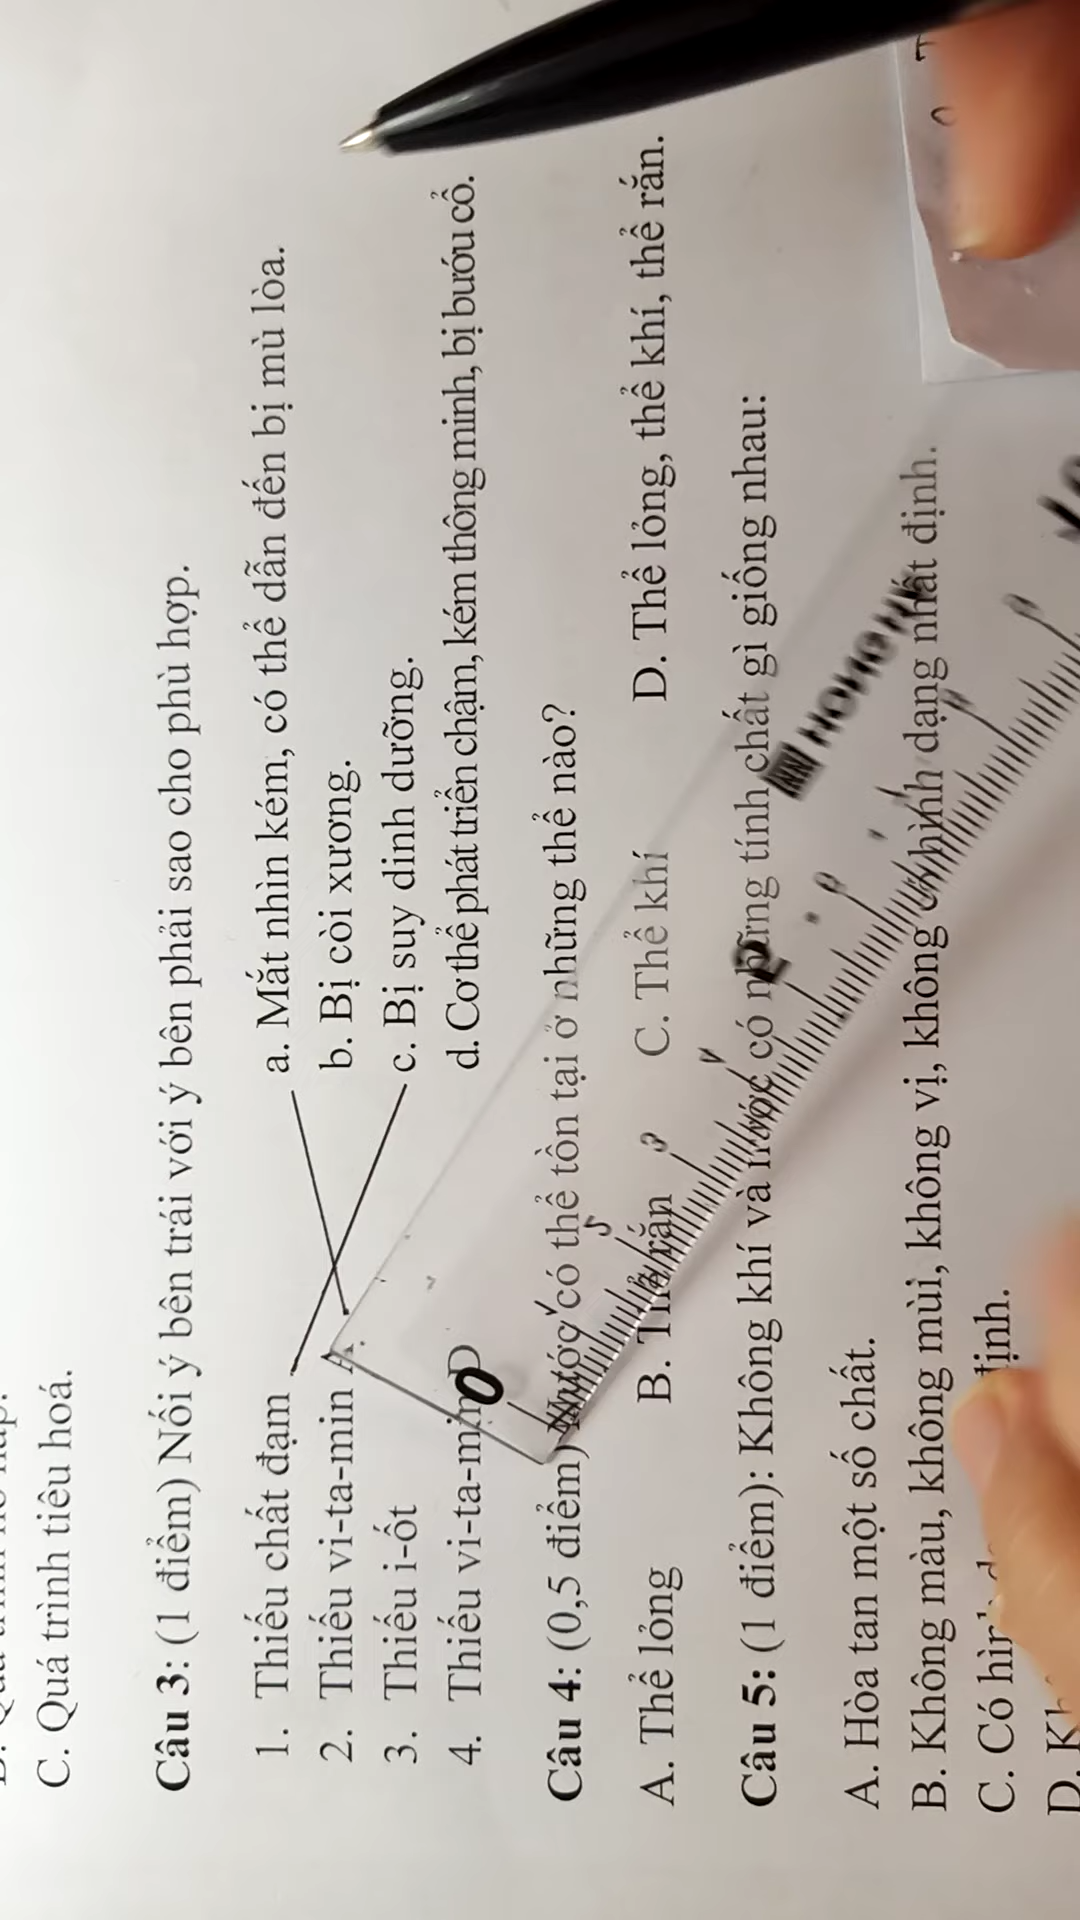 C. Quá trình tiêu hoá.
Câu 3: (1 điểm) Nối ý bên trái với ý bên phải sao cho phù hợp.
1. Thiếu chất đạm a. Mắt nhìn kém, có thể dẫn đến bị mù lòa.
2. Thiếu vi-ta-min A b. Bị còi xương.
3. Thiếu i-ốt c. Bị suy dinh dưỡng.
4. Thiếu vi-ta-min D d. Cơ thể phát triển chậm, kém thông minh, bị bướu cổ.
Câu 4: (0,5 điểm) Nước có thể tồn tại ở những thể nào?
A. Thể lỏng B. Thể rắn C. Thể khí D. Thể lỏng, thể khí, thể rắn.
Câu 5: (1 điểm): Không khí và nước có những tính chất gì giống nhau:
A. Hòa tan một số chất.
B. Không màu, không mùi, không vị, không có hình dạng nhất định.
C. Có hình định.
D.